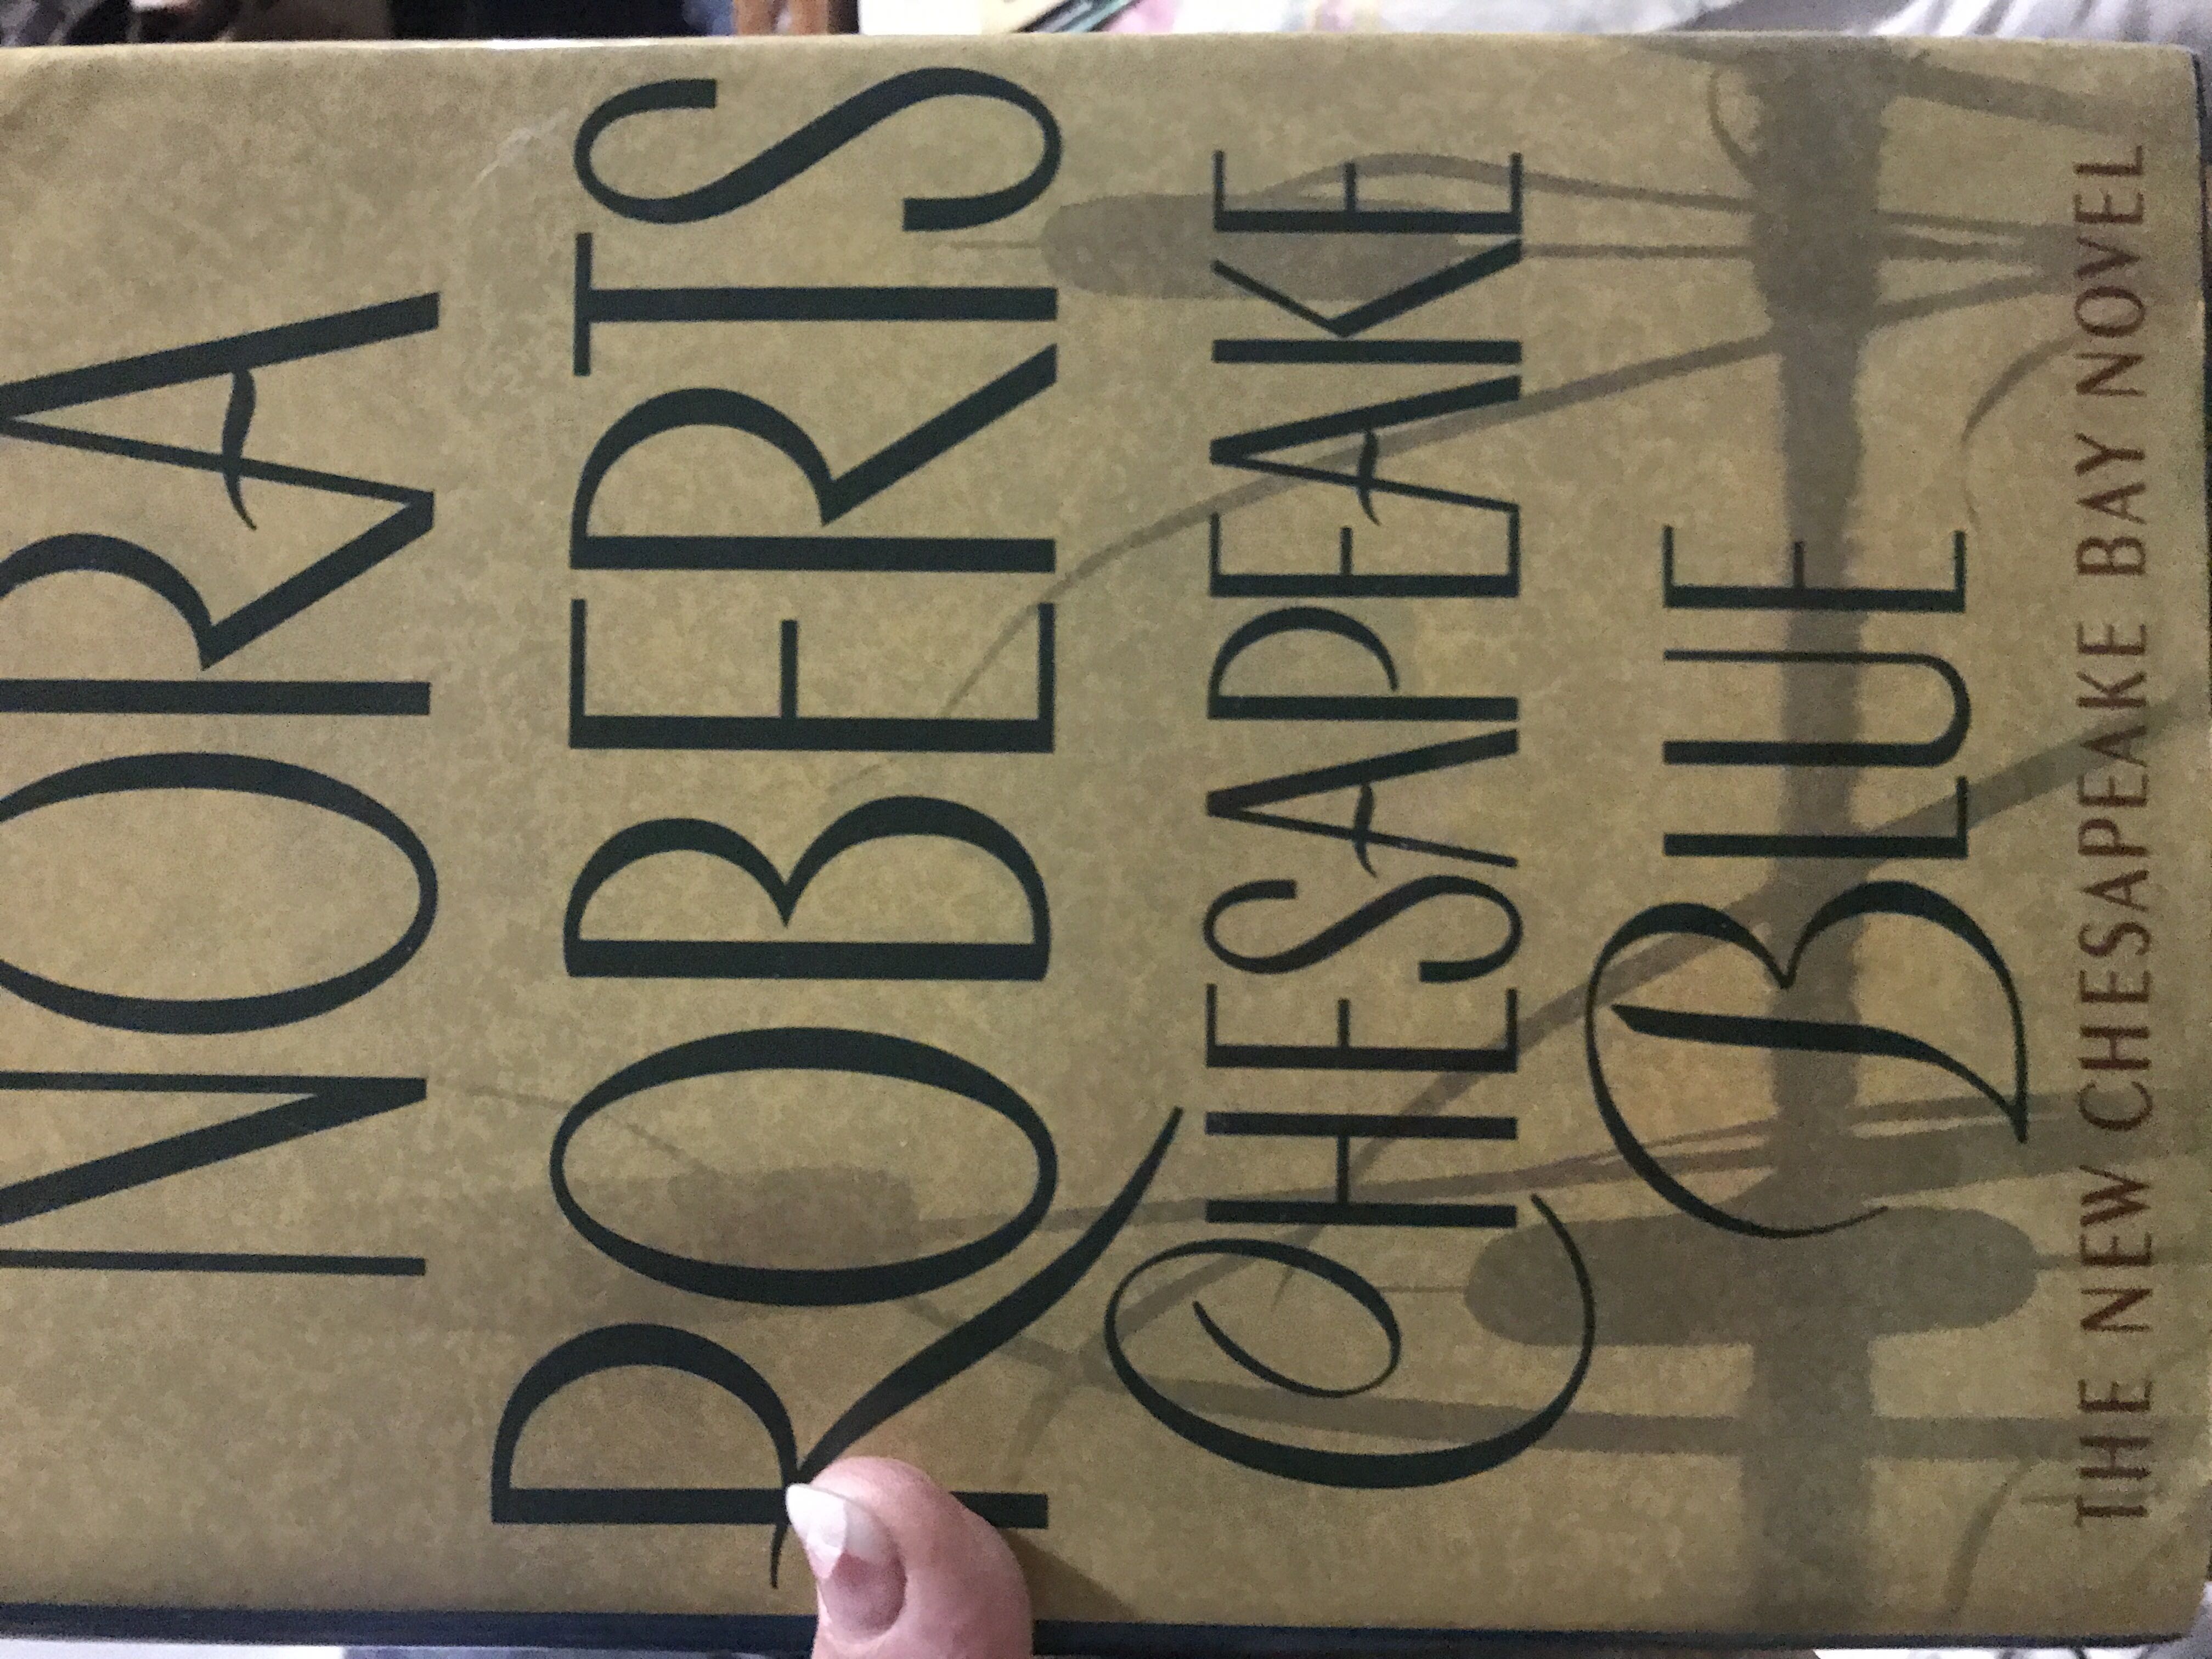 NORA
ROBERTS
CHESAPEAKE
BLUE
THE NEW CHESAPEAKE BAY NOVEL